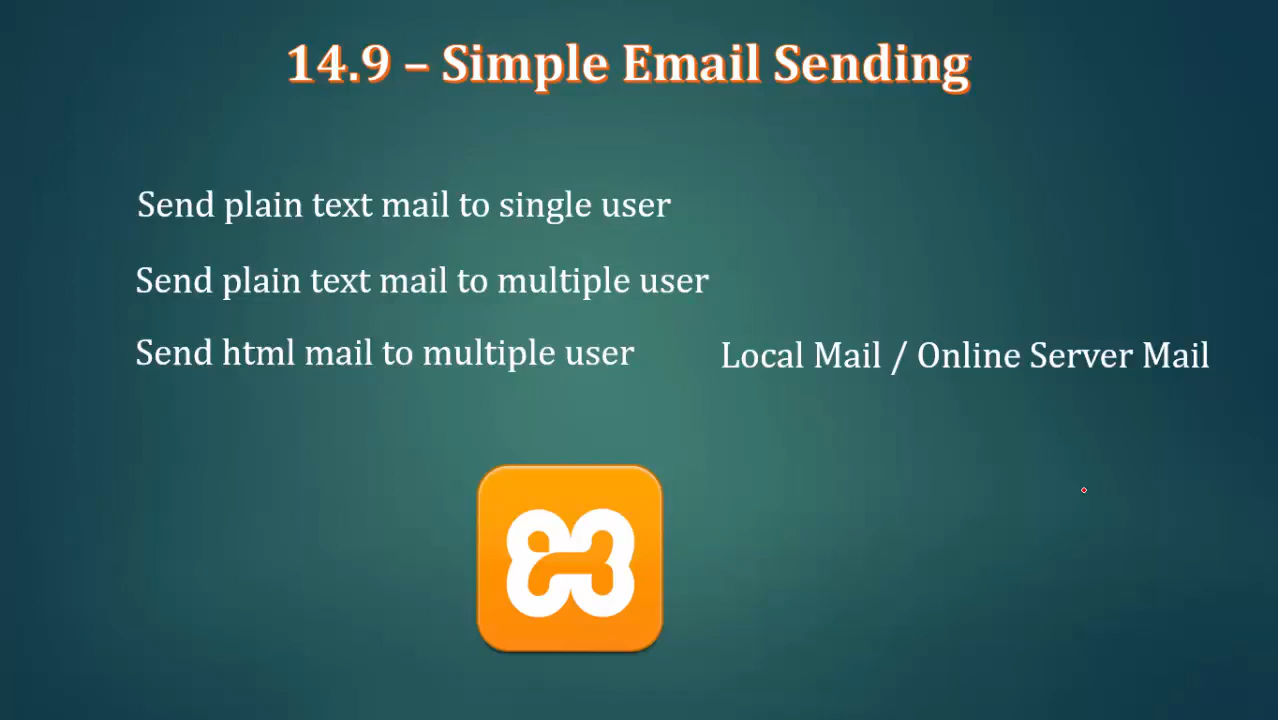 14.9 – Simple Email Sending
Send plain text mail to single user
Send plain text mail to multiple user
Send html mail to multiple user
Local Mail / Online Server Mail